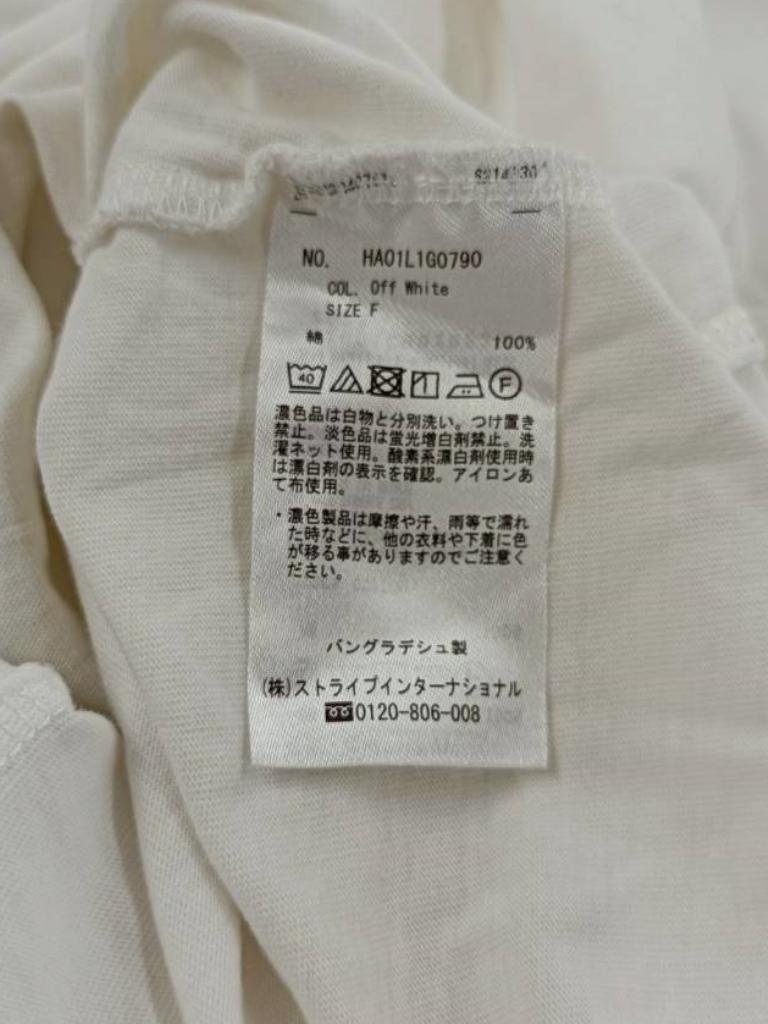 NO. HA01L1G0790
COL. Off White
SIZE F
綿 100%
40 F
濃色品は白物と分別洗い。つけ置き
禁止。淡色品は蛍光増白剤禁止。洗
濯ネット使用。酸素系漂白剤使用時
は漂白剤の表示を確認。アイロンあ
て布使用。
・濃色製品は摩擦や汗、雨等で濡れ
た時などに、他の衣料や下着に色
が移る事がありますのでご注意く
ださい。
バングラデシュ製
(株)ストライプインターナショナル
0120-806-008